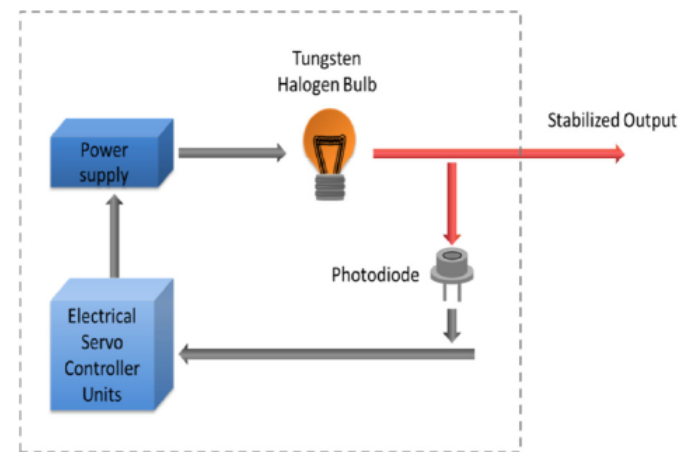 Tungsten
Halogen Bulb
Stabilized Output
Power
supply
Photodiode
Electrical
Servo
Controller
Units